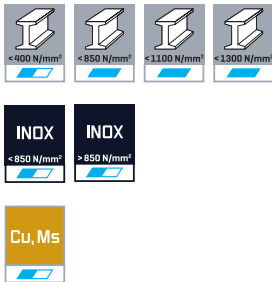 <400 N/mm² <850 N/mm² <1100 N/mm² <1300 N/mm²
INOX INOX
<850 N/mm² >850 N/mm²
Cu, Ms